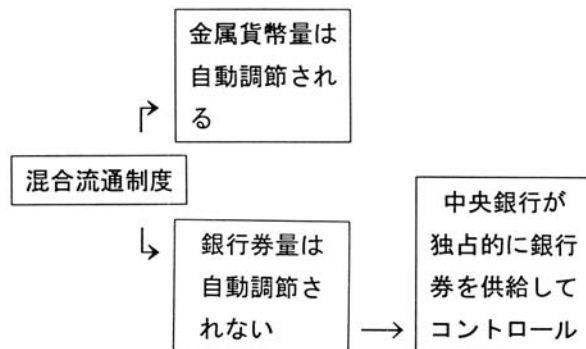 金属貨幣量は
自動調節され
る
混合流通制度
銀行券量は
自動調節さ
れない
中央銀行が
独占的に銀行
券を供給して
コントロール